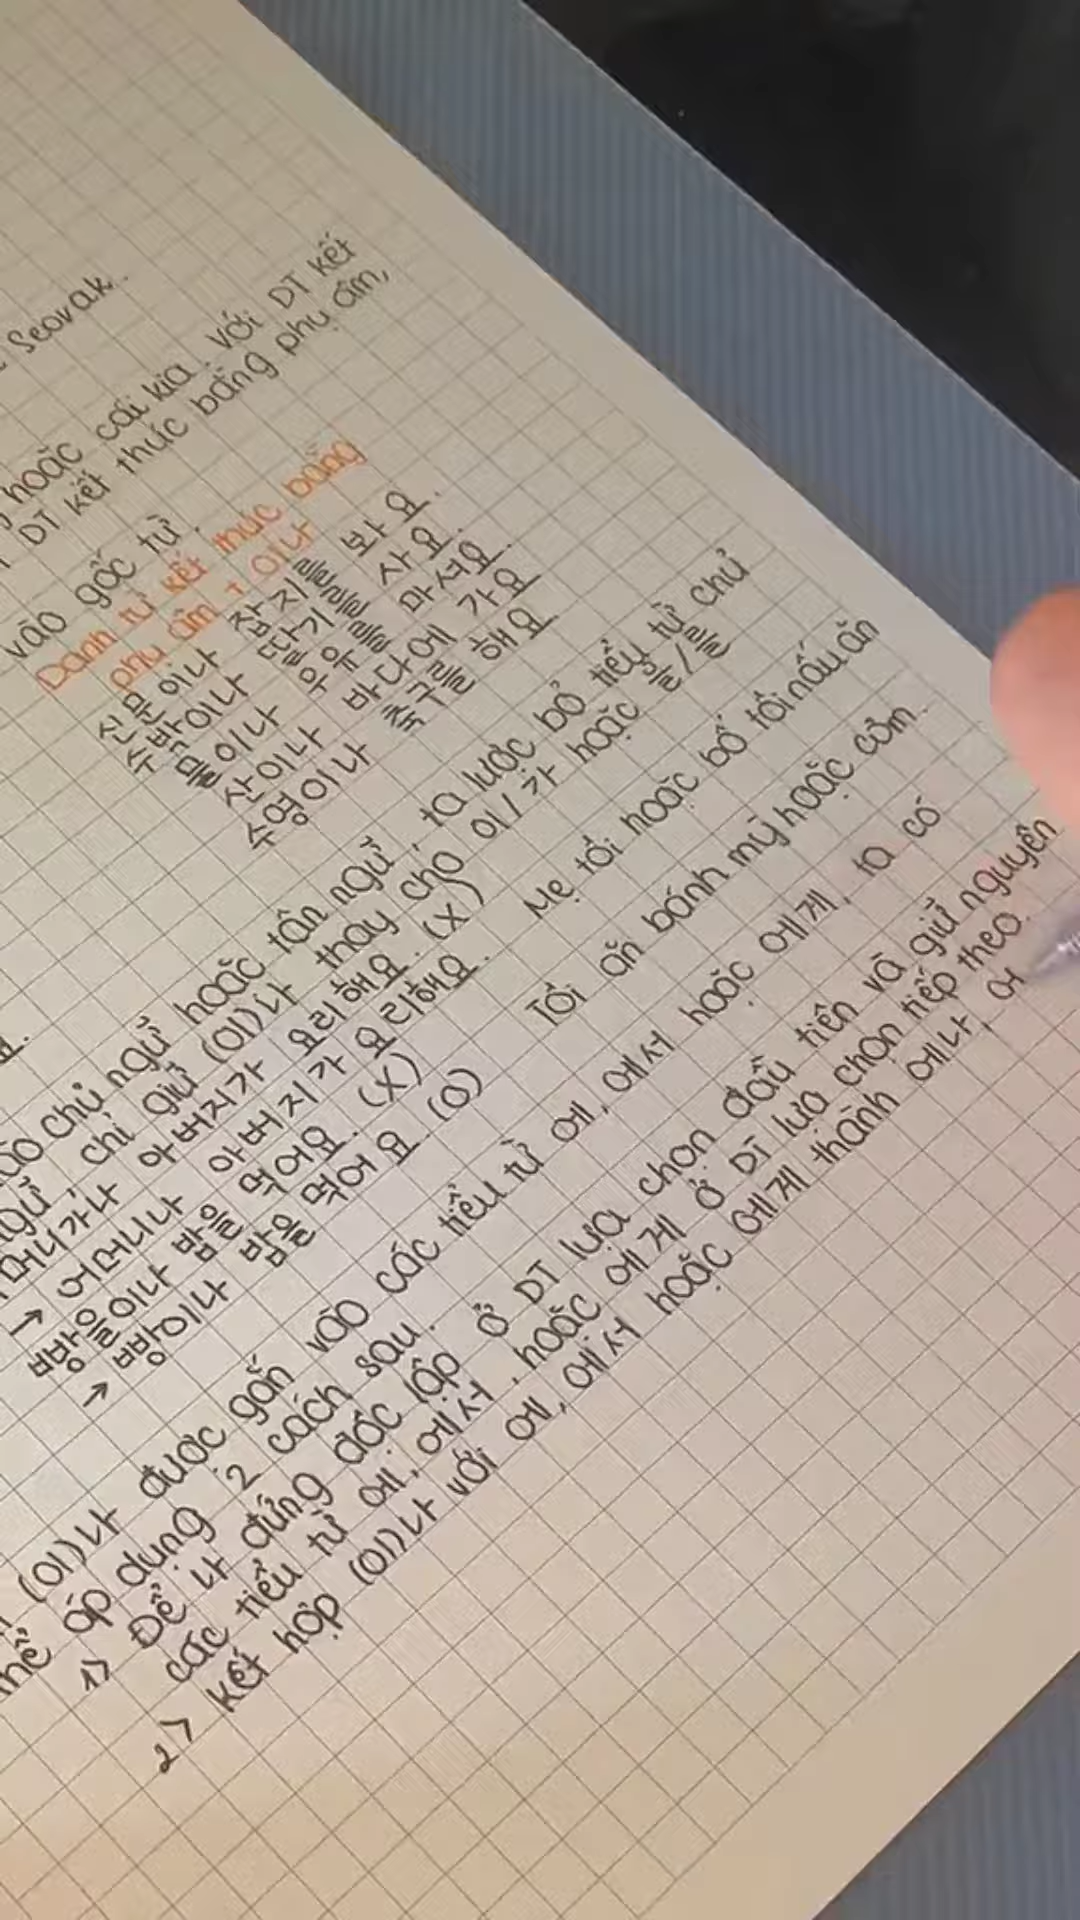 Seovak.
hoặc cái kia. Với DT kết
DT kết thúc bằng phụ âm,
vào gốc từ.
Danh từ kết thúc bằng
phụ âm + 이나
신문이나 잡지를 봐요.
수박이나 딸기를 사요.
물이나 우유를 마셔요.
산이나 바다에 가요
수영이나 축구를 해요.
chủ ngữ hoặc tân ngữ, ta lược bỏ tiểu từ chủ
ngữ, chỉ giữ (이)나 thay cho 이/가 hoặc 을/를
머니가나 아버지가 요리해요. (X)
→ 어머니나 아버지가 요리해요. Mẹ tôi hoặc bố tôi nấu ăn
빵을이나 밥을 먹어요. (X)
→ 빵이나 밥을 먹어요. (O) Tôi ăn bánh mỳ hoặc cơm.
(이)나 được gắn vào các tiểu từ 에, 에서 hoặc 에게, ta có
áp dụng 2 cách sau.
1> Để 나 đứng độc lập ở DT lựa chọn đầu tiên và giữ nguyên
các tiểu từ 에, 에서, hoặc 에게 ở DT lựa chọn tiếp theo.
2> Kết hợp (이)나 với 에, 에서 hoặc 에게 thành 에나, 어